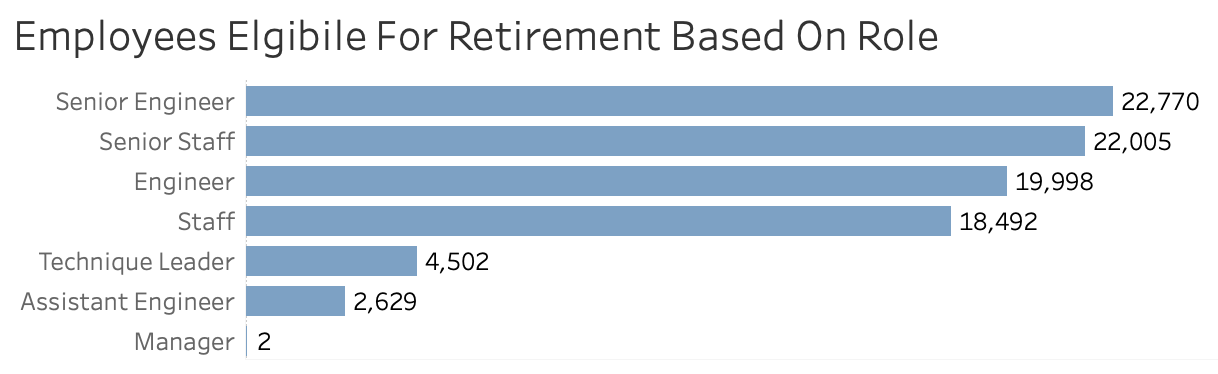 Employees Elgibile For Retirement Based On Role
Senior Engineer 22,770
Senior Staff 22,005
Engineer 19,998
Staff 18,492
Technique Leader 4,502
Assistant Engineer 2,629
Manager 2